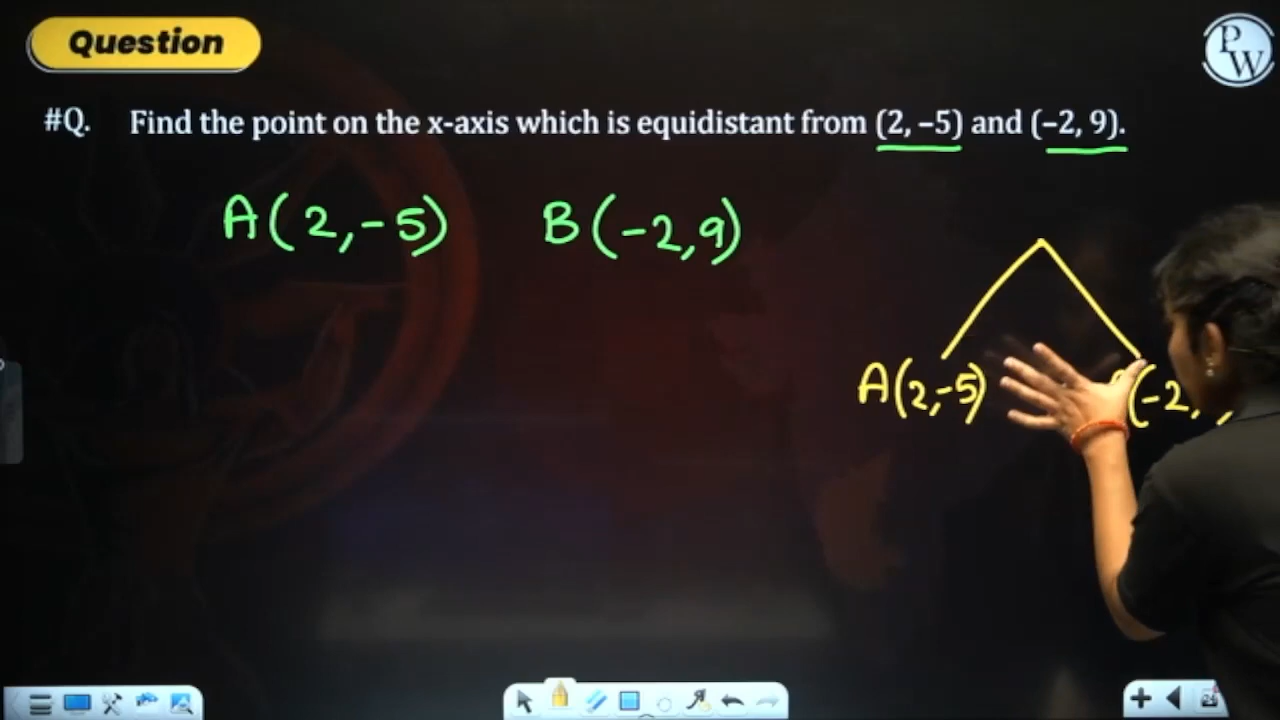 Question
PW
#Q. Find the point on the x-axis which is equidistant from (2, –5) and (–2, 9).
A(2,-5) B(-2,9)
A(2,-5) (-2,